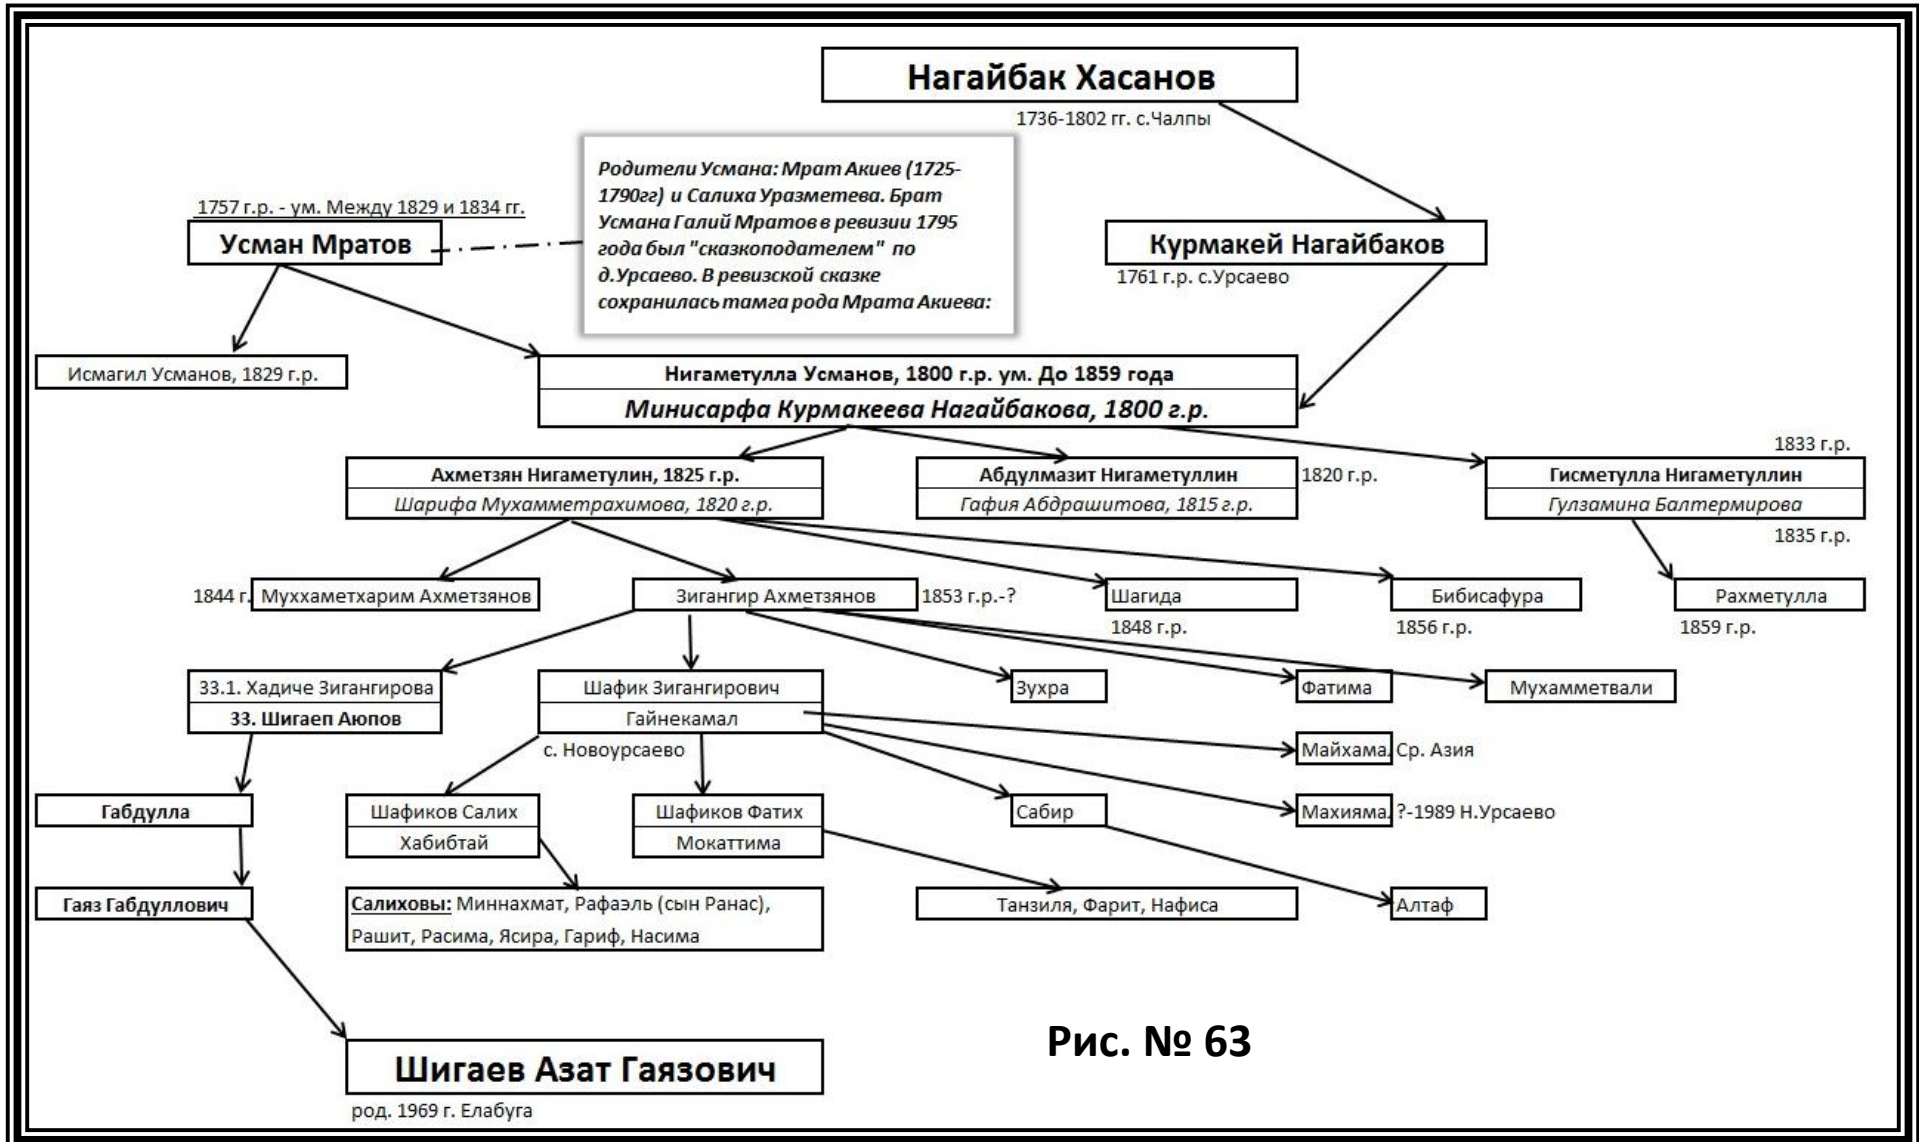 Нагайбак Хасанов
1736-1802 гг. с.Чалпы
Родители Усмана: Мрат Акиев (1725-
1790гг) и Салиха Уразметева. Брат
Усмана Галий Мратов в ревизии 1795
года был "сказкоподателем" по
д.Урсаево. В ревизской сказке
сохранилась тамга рода Мрата Акиева:
1757 г.р. - ум. Между 1829 и 1834 гг.
Усман Мратов
Курмакей Нагайбаков
1761 г.р. с.Урсаево
Исмагил Усманов, 1829 г.р.
Нигаметулла Усманов, 1800 г.р. ум. До 1859 года
Минисарфа Курмакеева Нагайбакова, 1800 г.р.
1833 г.р.
Ахметзян Нигаметулин, 1825 г.р.
Шарифа Мухамметрахимова, 1820 г.р.
Абдулмазит Нигаметуллин
1820 г.р.
Гафия Абдрашитова, 1815 г.р.
Гисметулла Нигаметуллин
Гулзамина Балтермирова
1835 г.р.
1844 г.
Муххаметхарим Ахметзянов
Зигангир Ахметзянов
1853 г.р.-?
Шагида
1848 г.р.
Бибисафура
1856 г.р.
Рахметулла
1859 г.р.
33.1. Хадиче Зигангирова
33. Шигаеп Аюпов
Шафик Зигангирович
Гайнекамал
с. Новоурсаево
Зухра
Фатима
Мухамметвали
Майхама
Ср. Азия
Габдулла
Шафиков Салих
Хабибтай
Шафиков Фатих
Мокаттима
Сабир
Махияма
?-1989 Н.Урсаево
Гаяз Габдуллович
Салиховы: Миннахмат, Рафаэль (сын Ранас),
Рашит, Расима, Ясира, Гариф, Насима
Танзиля, Фарит, Нафиса
Алтаф
Шигаев Азат Гаязович
род. 1969 г. Елабуга
Рис. № 63